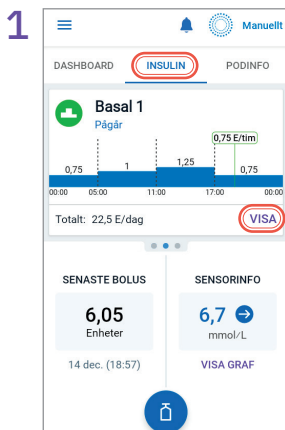 1
Manuellt
DASHBOARD INSULIN PODINFO
Basal 1
Pågår
0,75 E/tim
0,75 1 1,25 0,75
00:00 05:00 11:00 17:00 00:00
Totalt: 22,5 E/dag VISA
SENASTE BOLUS SENSORINFO
6,05 6,7
Enheter mmol/L
14 dec. (18:57) VISA GRAF